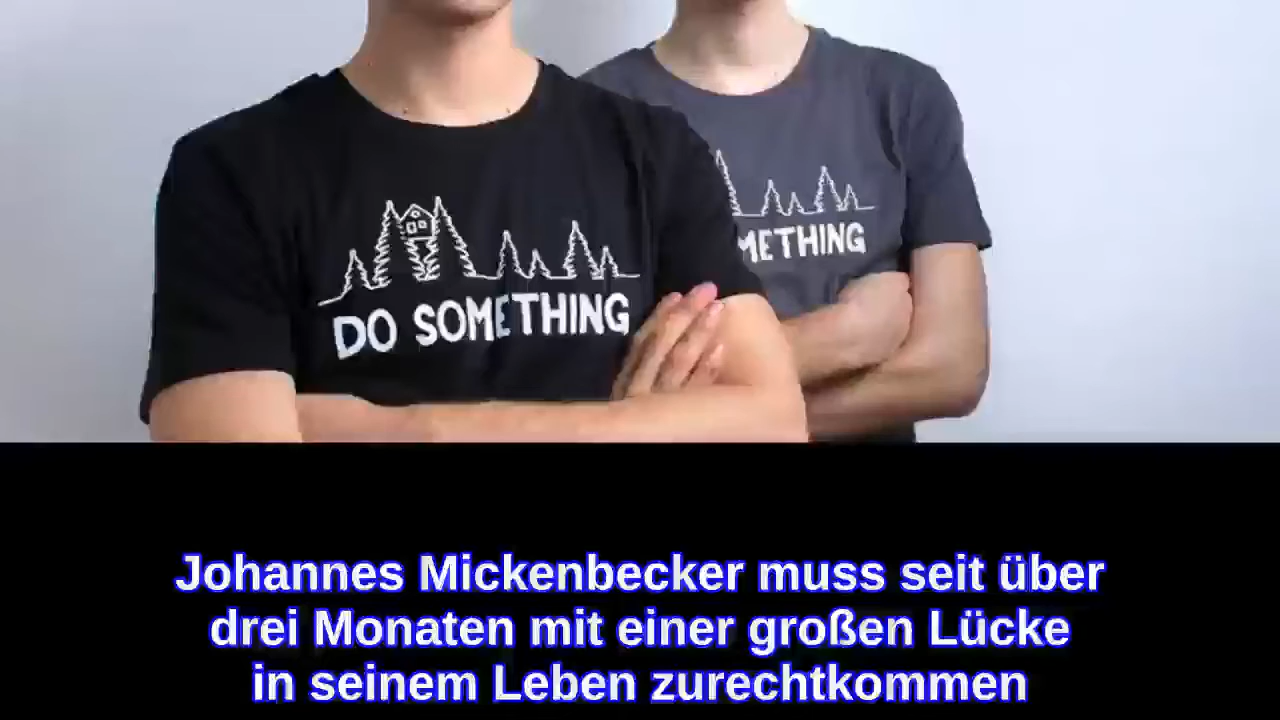 DO SOMETHING
METHING
Johannes Mickenbecker muss seit über
drei Monaten mit einer großen Lücke
in seinem Leben zurechtkommen